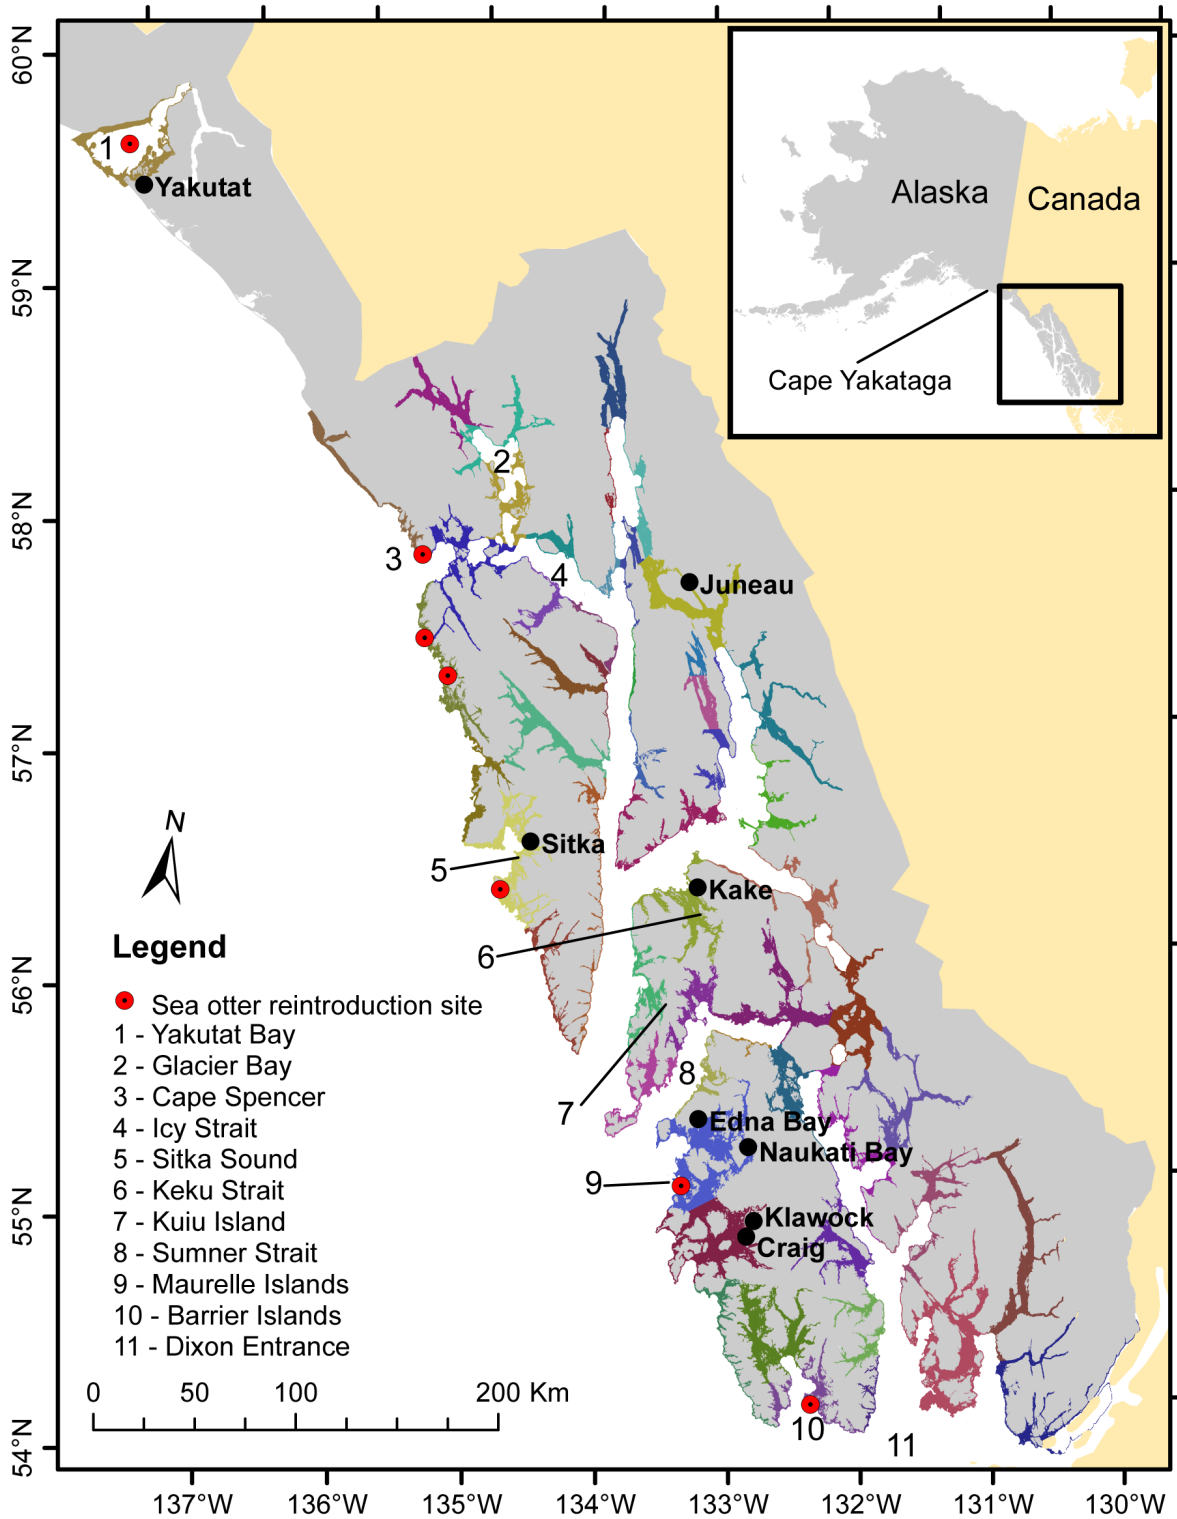 60°N
59°N
58°N
57°N
56°N
55°N
54°N
Alaska
Canada
Cape Yakataga
1
Yakutat
2
3
4
Juneau
Sitka
5
Kake
6
7
8
Edna Bay
Naukati Bay
9
Klawock
Craig
10
11
N
Legend
Sea otter reintroduction site
1 - Yakutat Bay
2 - Glacier Bay
3 - Cape Spencer
4 - Icy Strait
5 - Sitka Sound
6 - Keku Strait
7 - Kuiu Island
8 - Sumner Strait
9 - Maurelle Islands
10 - Barrier Islands
11 - Dixon Entrance
0 50 100 200 Km
137°W 136°W 135°W 134°W 133°W 132°W 131°W 130°W